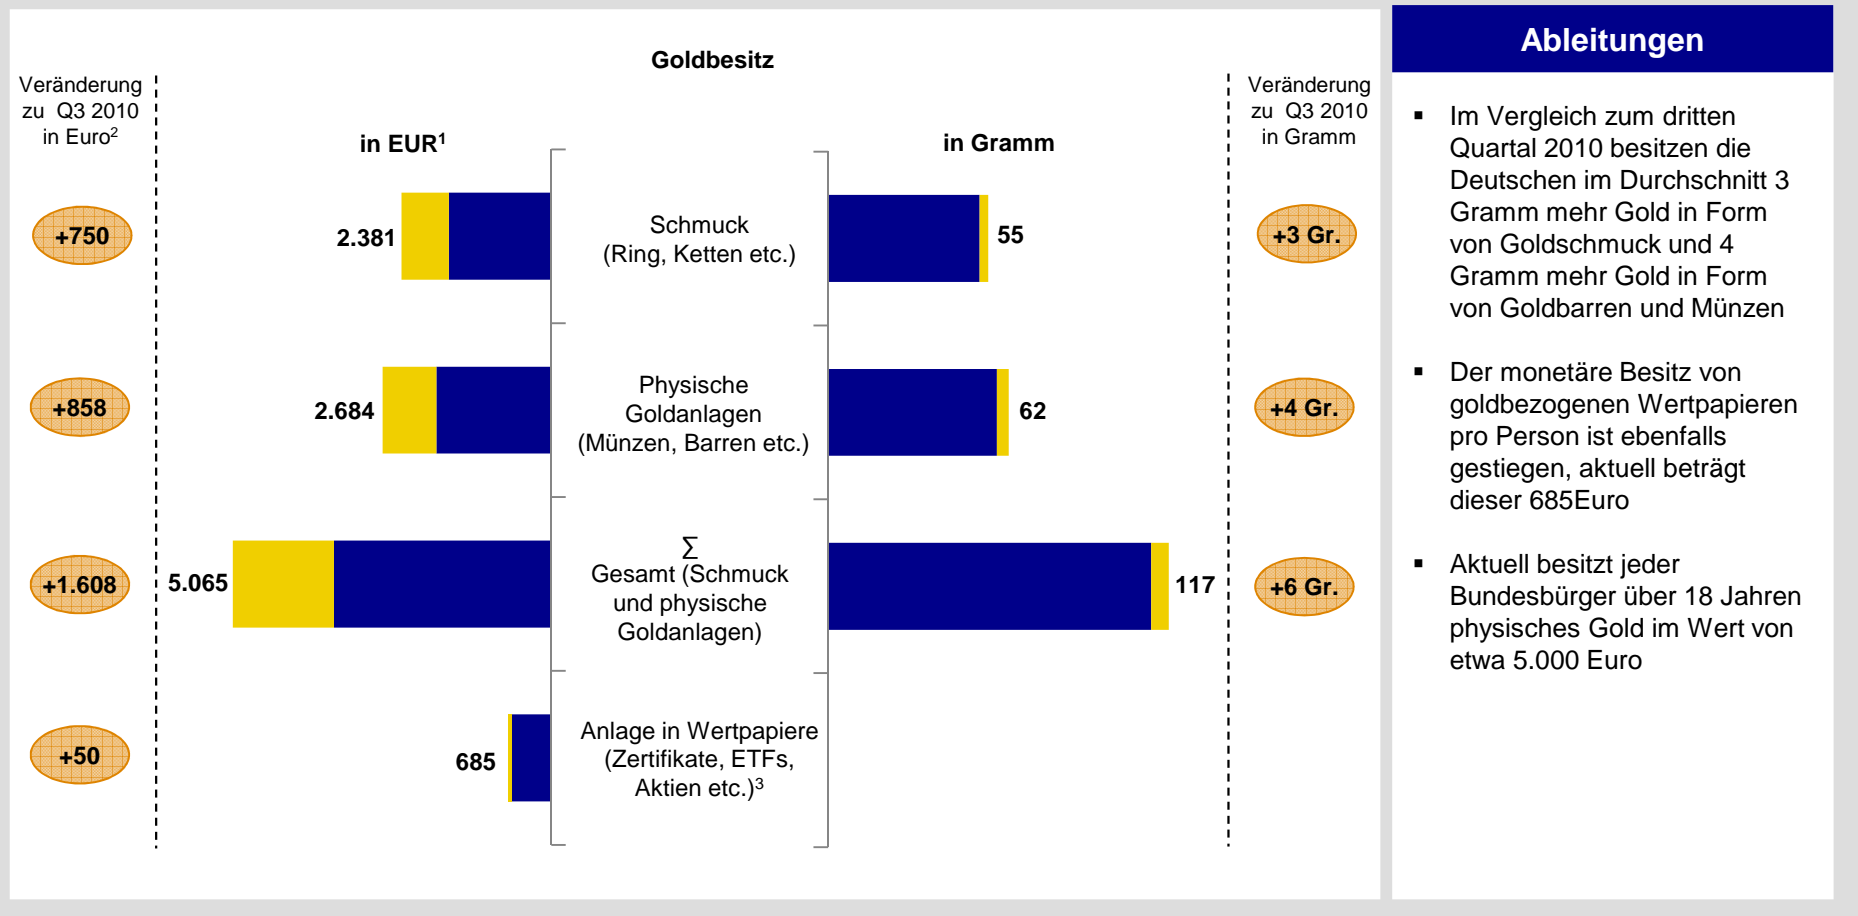 Goldbesitz
Veränderung
zu Q3 2010
in Euro²
in EUR¹
in Gramm
Veränderung
zu Q3 2010
in Gramm
+750
2.381
Schmuck
(Ring, Ketten etc.)
55
+3 Gr.
+858
2.684
Physische
Goldanlagen
(Münzen, Barren etc.)
62
+4 Gr.
+1.608
5.065
∑
Gesamt (Schmuck
und physische
Goldanlagen)
117
+6 Gr.
+50
685
Anlage in Wertpapiere
(Zertifikate, ETFs,
Aktien etc.)³
Ableitungen
▪ Im Vergleich zum dritten
Quartal 2010 besitzen die
Deutschen im Durchschnitt 3
Gramm mehr Gold in Form
von Goldschmuck und 4
Gramm mehr Gold in Form
von Goldbarren und Münzen
▪ Der monetäre Besitz von
goldbezogenen Wertpapieren
pro Person ist ebenfalls
gestiegen, aktuell beträgt
dieser 685Euro
▪ Aktuell besitzt jeder
Bundesbürger über 18 Jahren
physisches Gold im Wert von
etwa 5.000 Euro